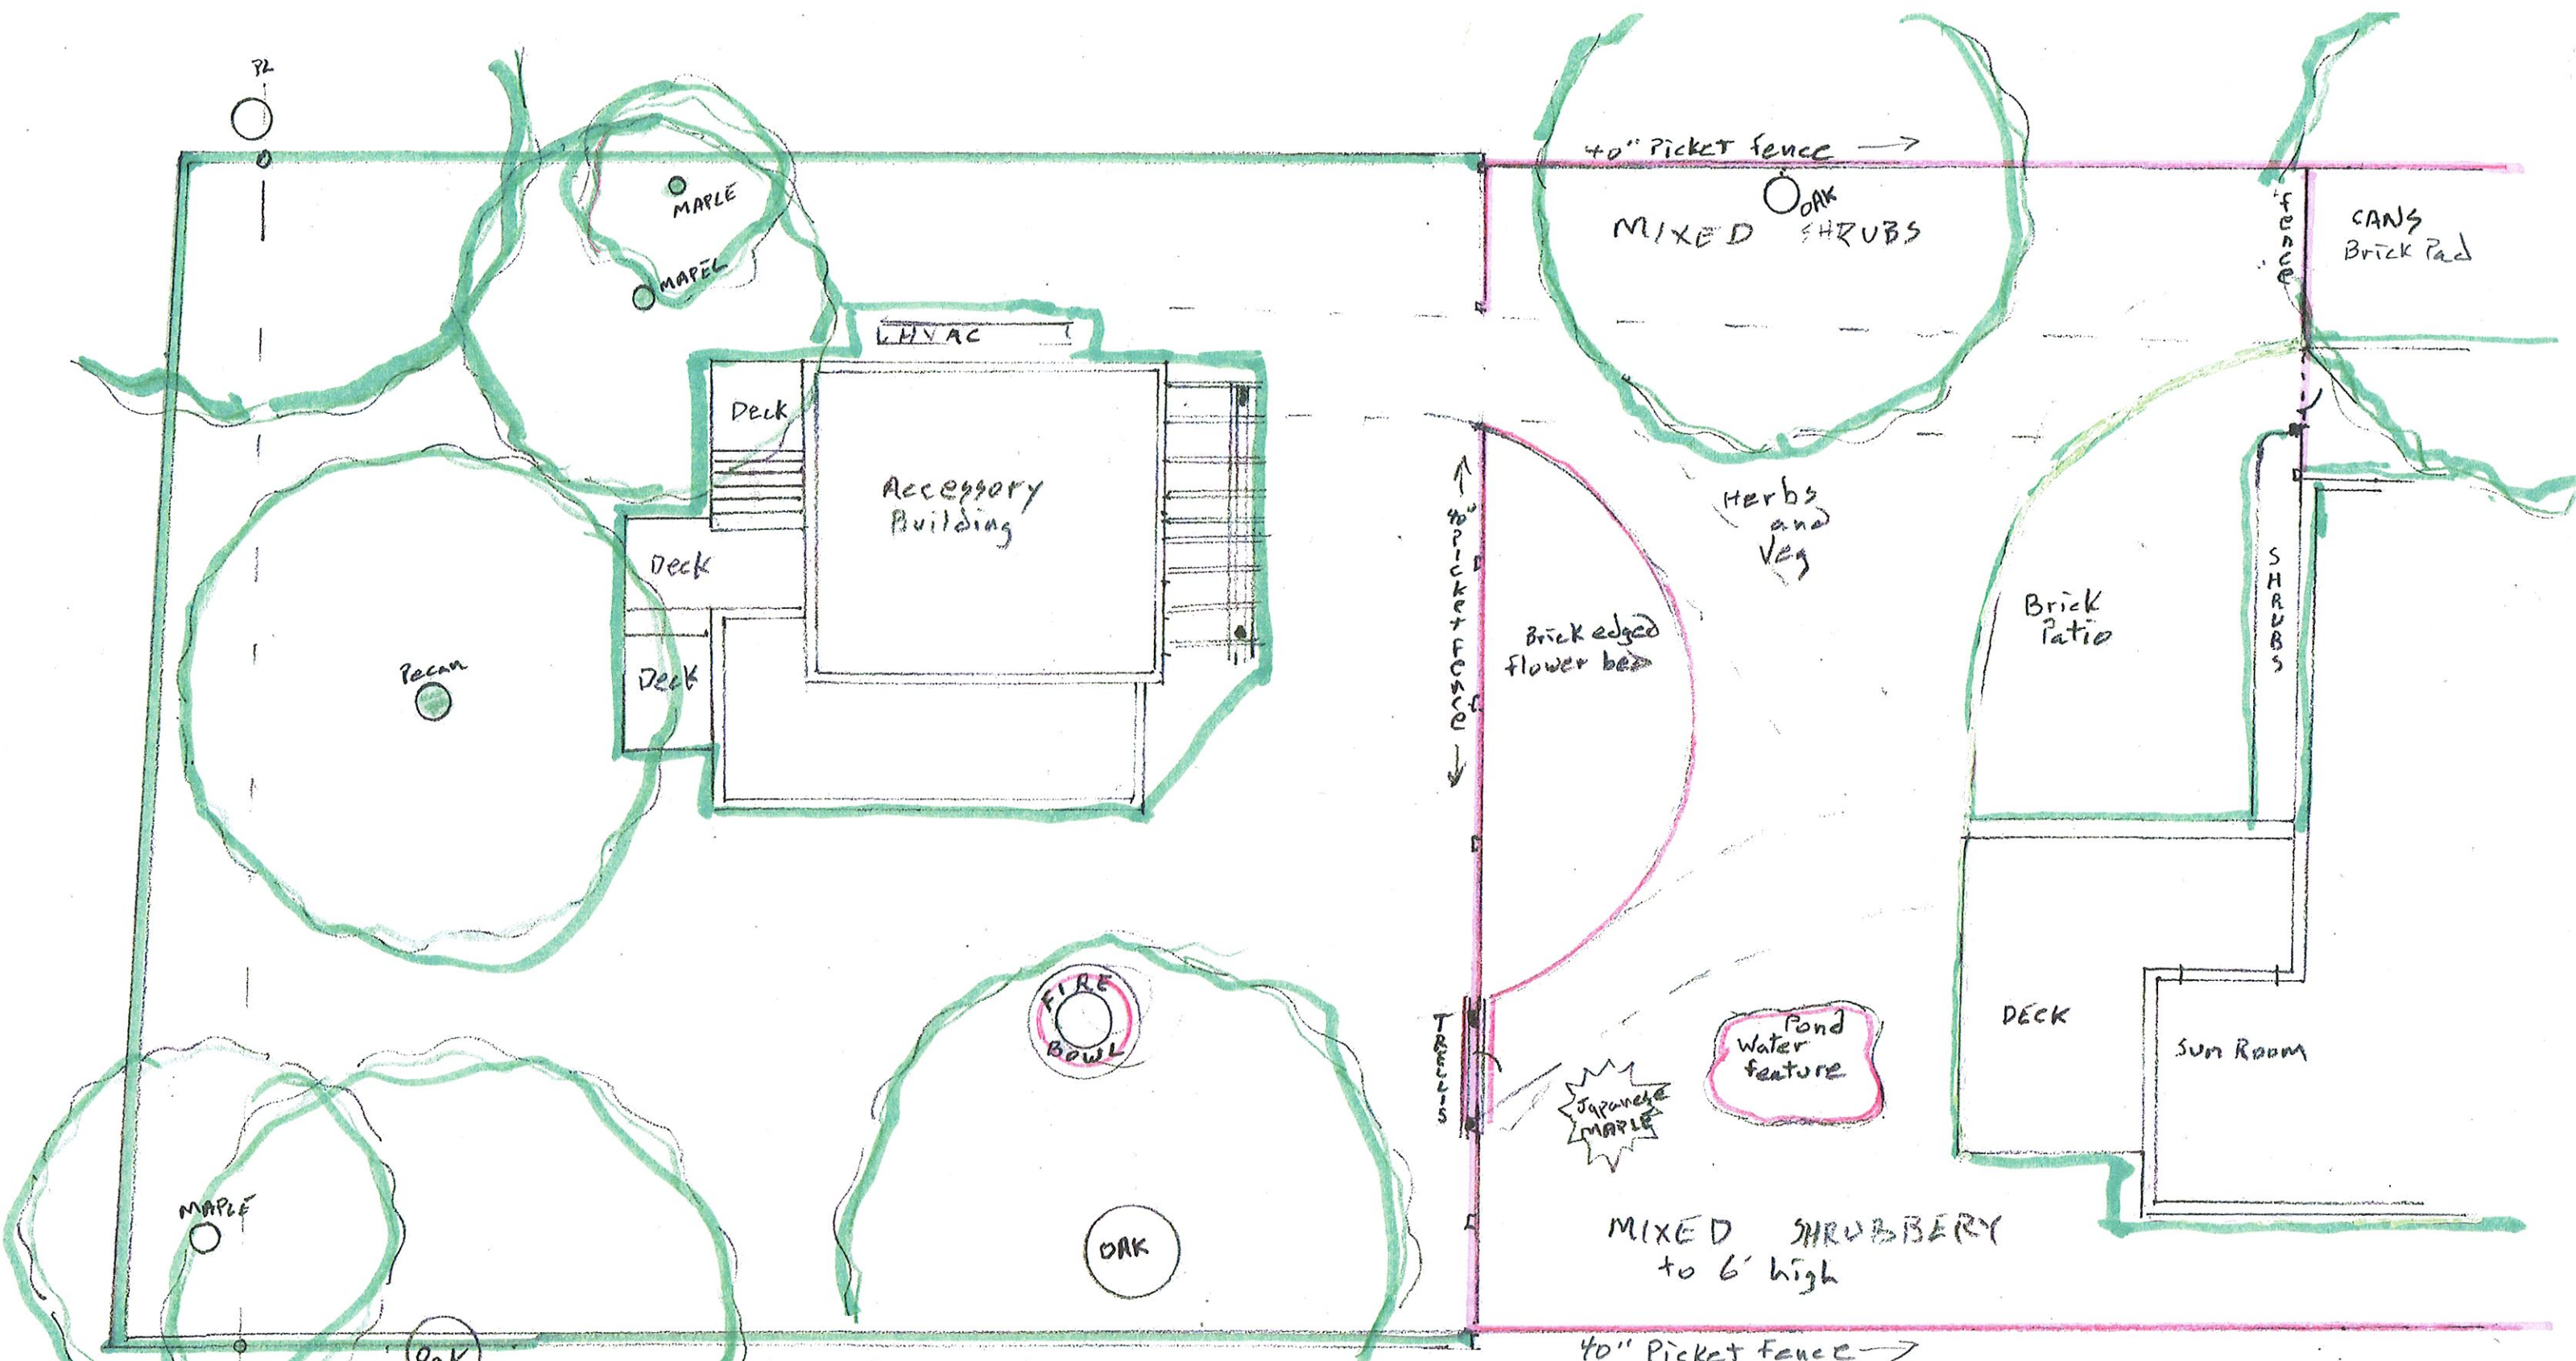 PL
40" Picket fence
MAPLE
OAK
MIXED SHRUBS
fence
CANS
Brick Pad
MAPEL
HVAC
Deck
Accessory
Building
Herbs
and
Veg
40" Picket Fence
Deck
SHRUBS
Brick
Patio
Brick edged
flower bed
Pecan
Deck
FIRE
BOWL
TRELLIS
Pond
Water
feature
DECK
Sun Room
Japanese
MAPLE
MAPLE
OAK
MIXED SHRUBBERY
to 6' high
OAK
40" Picket fence